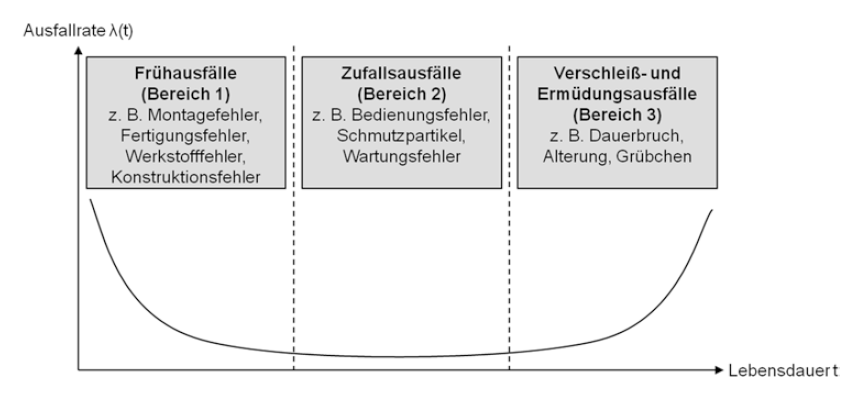 Ausfallrate λ(t)
Frühausfälle
(Bereich 1)
z. B. Montagefehler,
Fertigungsfehler,
Werkstofffehler,
Konstruktionsfehler
Zufallsausfälle
(Bereich 2)
z. B. Bedienungsfehler,
Schmutzpartikel,
Wartungsfehler
Verschleiß- und
Ermüdungsausfälle
(Bereich 3)
z. B. Dauerbruch,
Alterung, Grübchen
Lebensdauer t